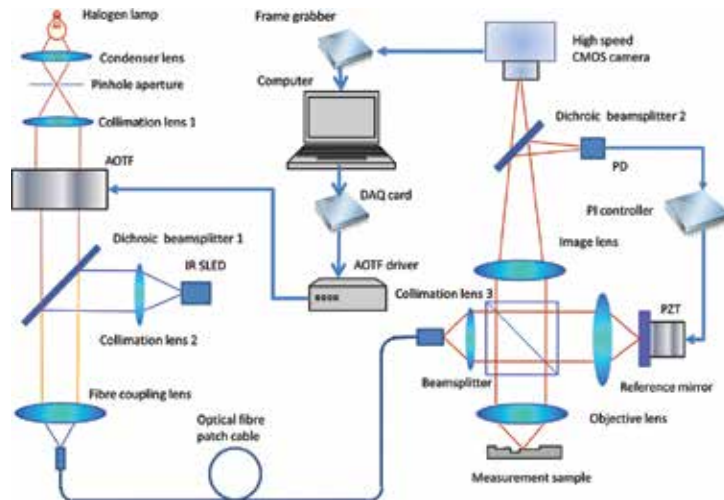 Halogen lamp
Condenser lens
Pinhole aperture
Collimation lens 1
AOTF
Dichroic beamsplitter 1
IR SLED
Collimation lens 2
Fibre coupling lens
Optical fibre
patch cable
Frame grabber
Computer
DAQ card
AOTF driver
Collimation lens 3
High speed
CMOS camera
Dichroic beamsplitter 2
PD
PI controller
Image lens
PZT
Beamsplitter
Reference mirror
Objective lens
Measurement sample